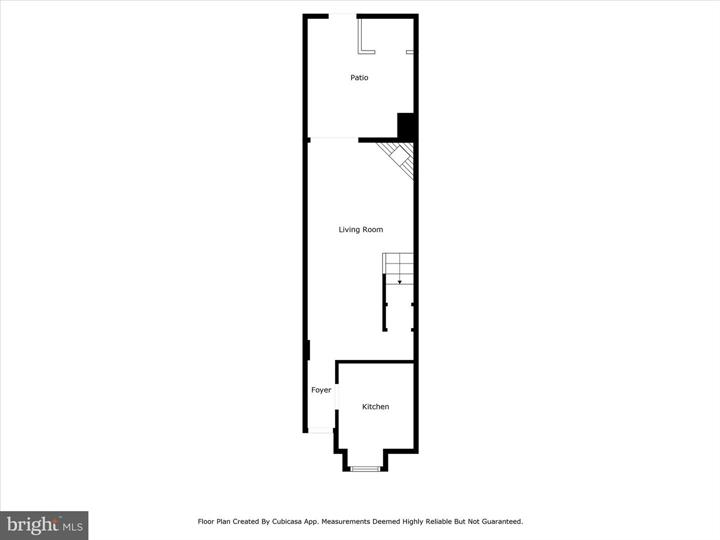 Patio
Living Room
Foyer
Kitchen
Floor Plan Created By Cubicasa App. Measurements Deemed Highly Reliable But Not Guaranteed.
bright MLS